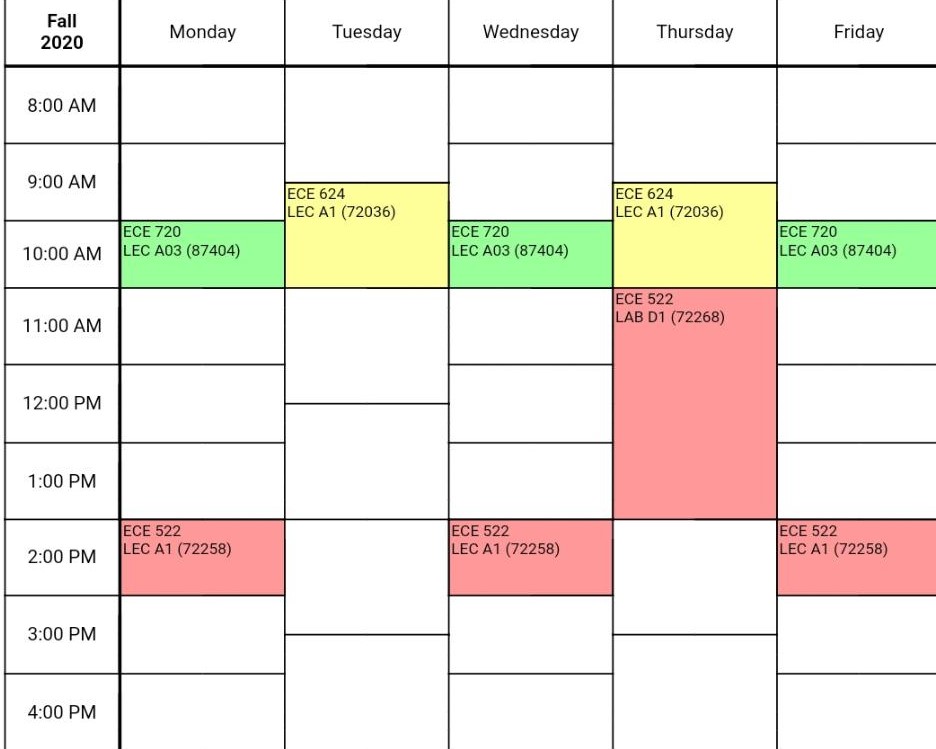 Fall
2020
Monday
Tuesday
Wednesday
Thursday
Friday
8:00 AM
9:00 AM
ECE 624
LEC A1 (72036)
ECE 624
LEC A1 (72036)
10:00 AM
ECE 720
LEC A03 (87404)
ECE 720
LEC A03 (87404)
ECE 720
LEC A03 (87404)
11:00 AM
ECE 522
LAB D1 (72268)
12:00 PM
1:00 PM
2:00 PM
ECE 522
LEC A1 (72258)
ECE 522
LEC A1 (72258)
ECE 522
LEC A1 (72258)
3:00 PM
4:00 PM